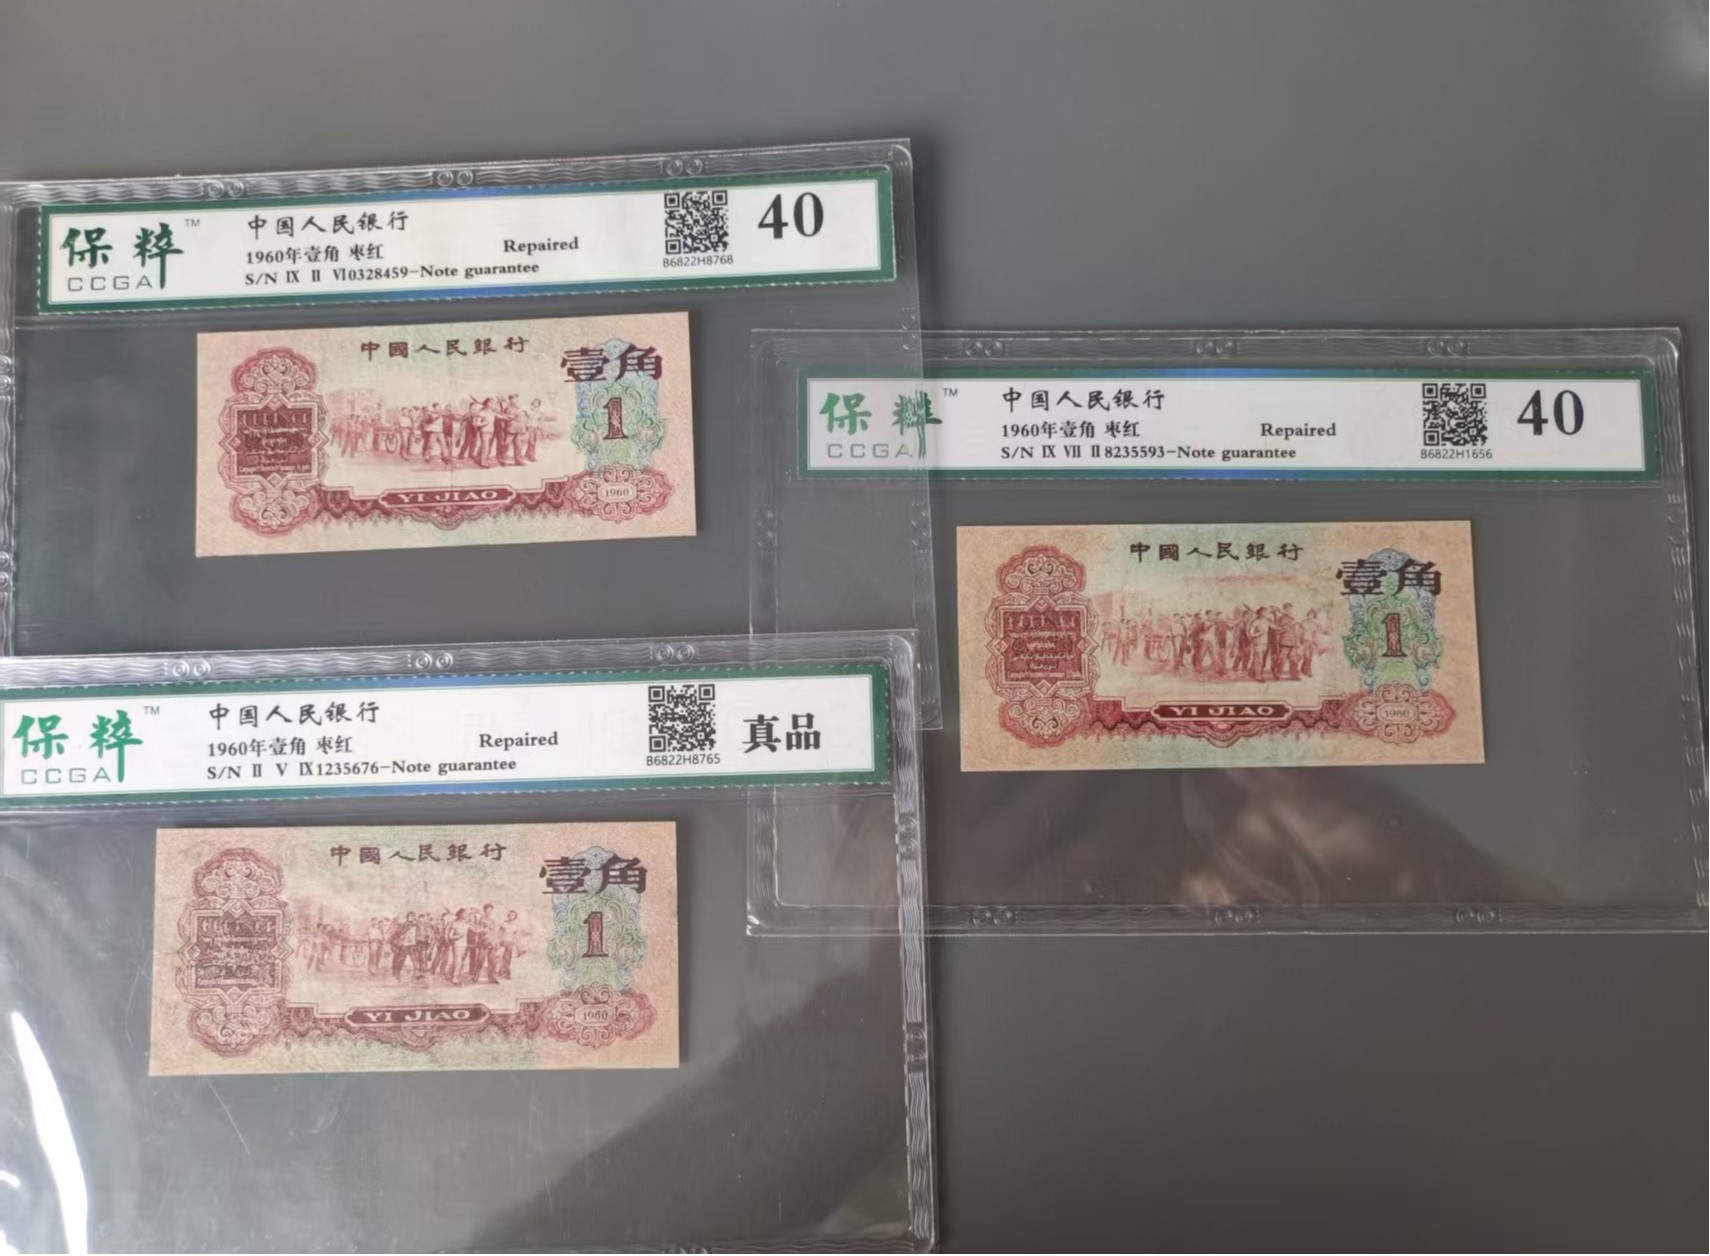 保粹™
CCGA
中国人民银行
1960年壹角 枣红
Repaired
S/N Ⅸ Ⅱ Ⅵ0328459-Note guarantee
B6822H8768
40
中國人民銀行
壹角
1
YI JIAO
1960
保粹™
CCGA
中国人民银行
1960年壹角 枣红
Repaired
S/N Ⅸ Ⅶ Ⅱ8235593-Note guarantee
B6822H1656
40
中國人民銀行
壹角
1
YI JIAO
1960
保粹™
CCGA
中国人民银行
1960年壹角 枣红
Repaired
S/N Ⅱ Ⅴ Ⅸ1235676-Note guarantee
B6822H8765
真品
中國人民銀行
壹角
1
YI JIAO
1960